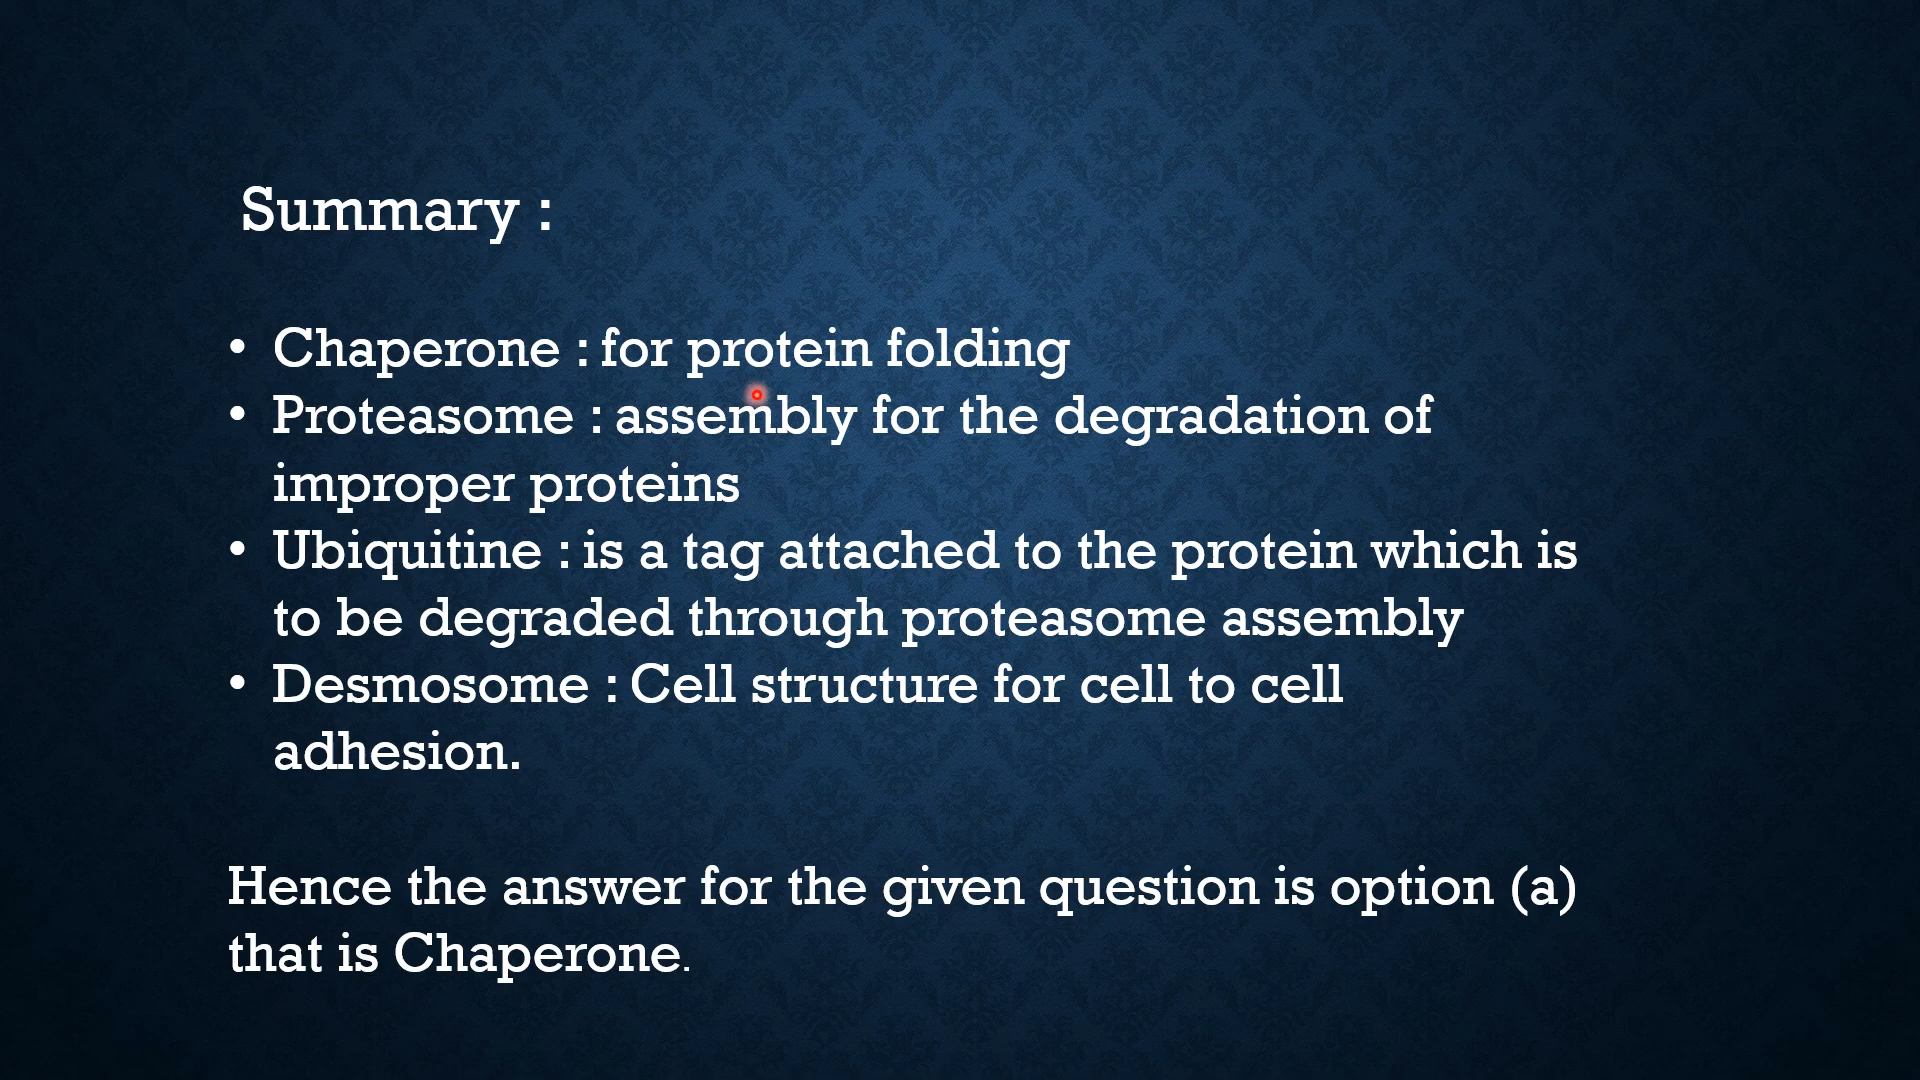 Summary :
• Chaperone : for protein folding
• Proteasome : assembly for the degradation of
improper proteins
• Ubiquitine : is a tag attached to the protein which is
to be degraded through proteasome assembly
• Desmosome : Cell structure for cell to cell
adhesion.
Hence the answer for the given question is option (a)
that is Chaperone.